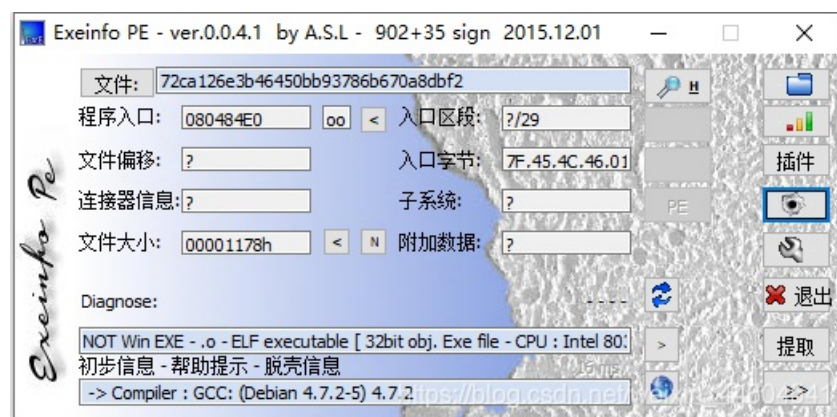 Exeinfo PE - ver.0.0.4.1 by A.S.L - 902+35 sign 2015.12.01
文件: 72ca126e3b46450bb93786b670a8dbf2 H
程序入口: 080484E0 oo < 入口区段: ?/29
文件偏移: ? 入口字节: 7F.45.4C.46.01 插件
连接器信息: ? 子系统: ? PE
文件大小: 00001178h < N 附加数据: ?
Exeinfo Pe
Diagnose: ---- 退出
NOT Win EXE - .o - ELF executable [ 32bit obj. Exe file - CPU : Intel 80 > 提取
初步信息 - 帮助提示 - 脱壳信息
-> Compiler : GCC: (Debian 4.7.2-5) 4.7.2 >>
https://blog.csdn.net/